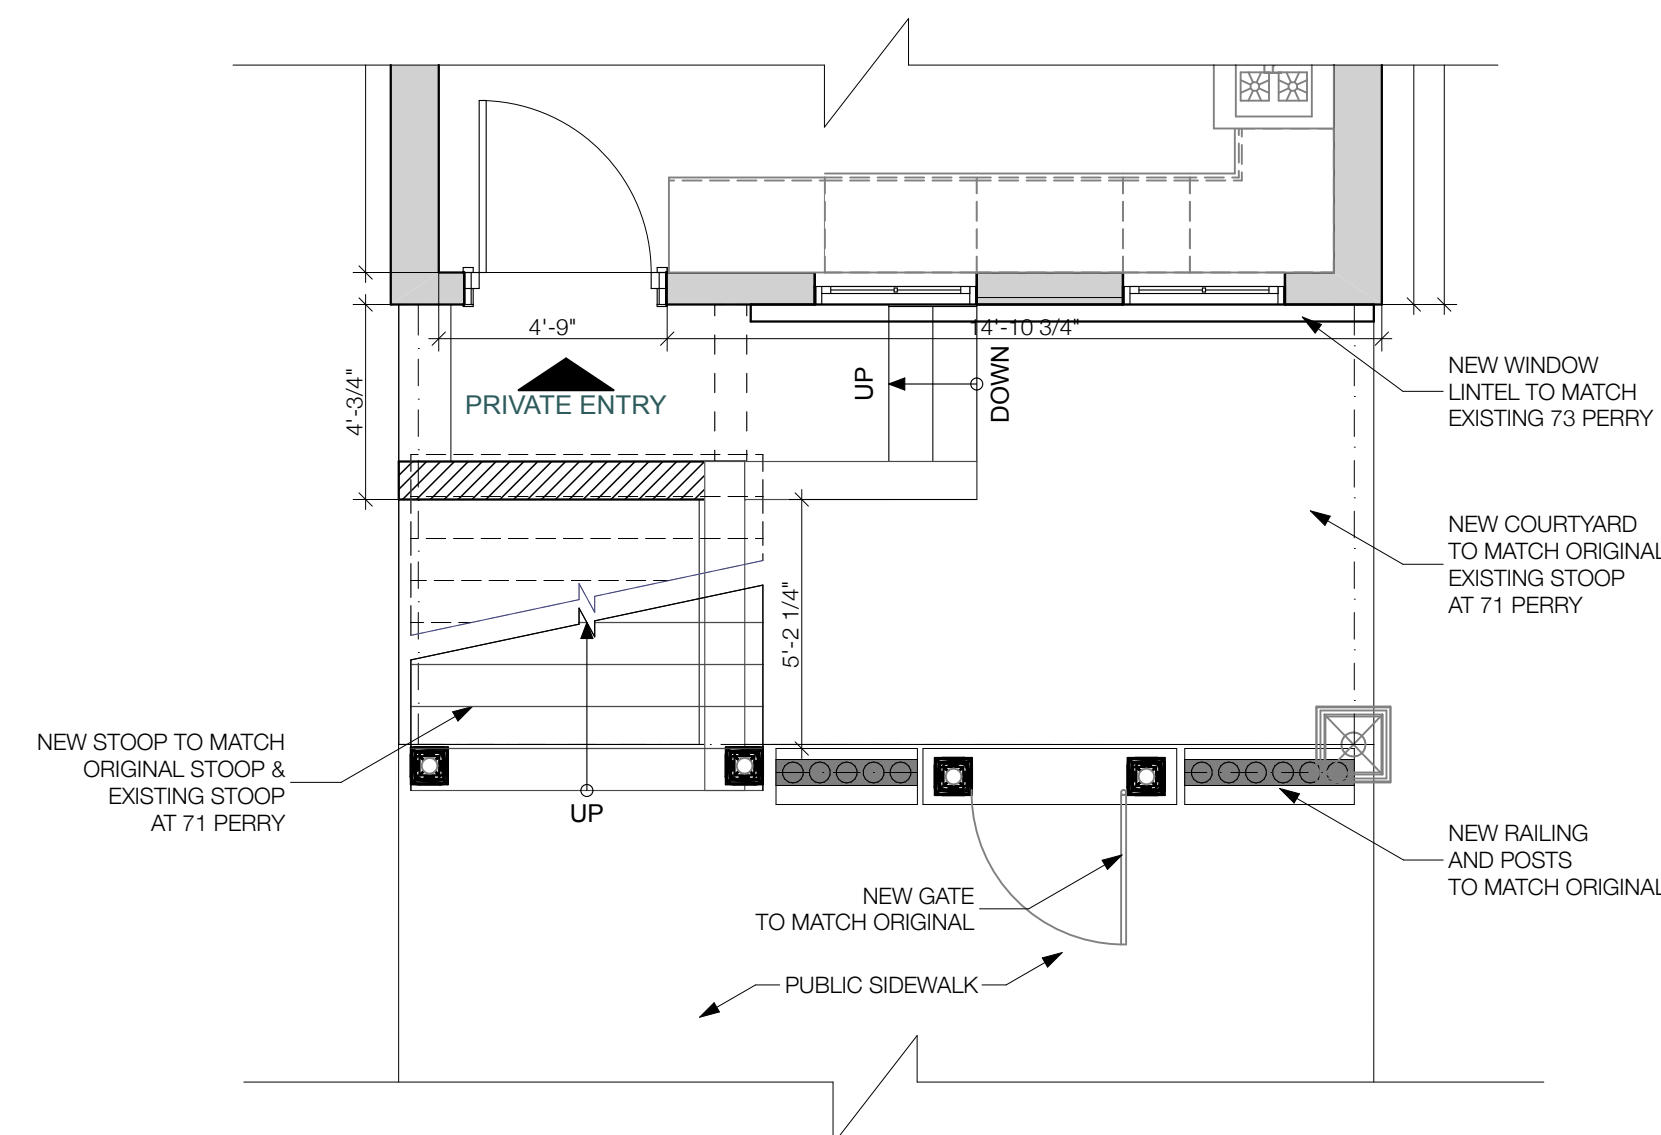 4'-9"
14'-10 3/4"
4'-3/4"
PRIVATE ENTRY
UP
DOWN
NEW WINDOW
LINTEL TO MATCH
EXISTING 73 PERRY
NEW COURTYARD
TO MATCH ORIGINAL
EXISTING STOOP
AT 71 PERRY
5'-2 1/4"
NEW STOOP TO MATCH
ORIGINAL STOOP &
EXISTING STOOP
AT 71 PERRY
UP
NEW RAILING
AND POSTS
TO MATCH ORIGINAL
NEW GATE
TO MATCH ORIGINAL
PUBLIC SIDEWALK